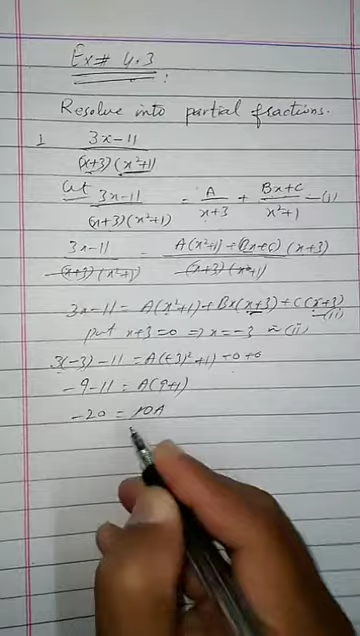 Ex# 4.3
Resolve into partial fractions.
1 3x-11
(x+3)(x²+1)
Let 3x-11 / (x+3)(x²+1) = A / x+3 + Bx+C / x²+1 —(i)
3x-11 / (x+3)(x²+1) = A(x²+1)+(Bx+C)(x+3) / (x+3)(x²+1)
3x-11 = A(x²+1)+Bx(x+3)+C(x+3) —(ii)
put x+3=0 ⇒ x=-3 in (ii)
3(-3)-11 = A((-3)²+1)+0+0
-9-11 = A(9+1)
-20 = 10A